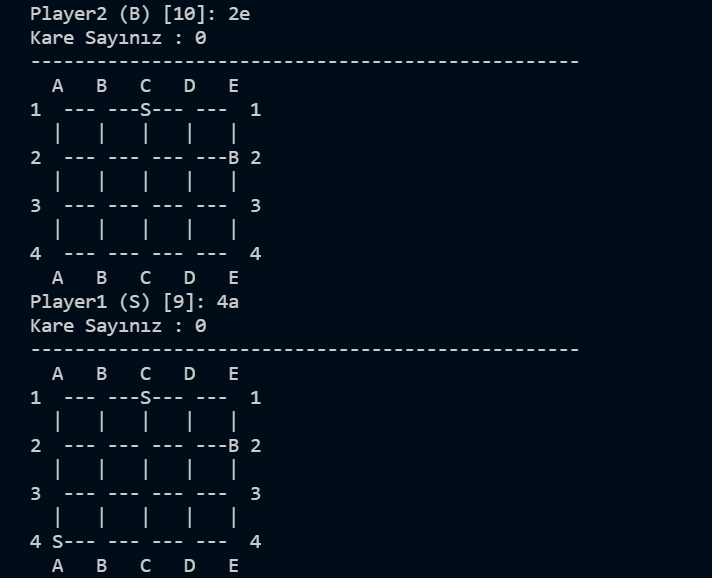 Player2 (B) [10]: 2e
Kare Sayınız : 0
--------------------------------------------------
  A   B   C   D   E
1  --- ---S--- ---  1
  |   |   |   |   |
2  --- --- --- ---B 2
  |   |   |   |   |
3  --- --- --- ---  3
  |   |   |   |   |
4  --- --- --- ---  4
  A   B   C   D   E
Player1 (S) [9]: 4a
Kare Sayınız : 0
--------------------------------------------------
  A   B   C   D   E
1  --- ---S--- ---  1
  |   |   |   |   |
2  --- --- --- ---B 2
  |   |   |   |   |
3  --- --- --- ---  3
  |   |   |   |   |
4 S--- --- --- ---  4
  A   B   C   D   E